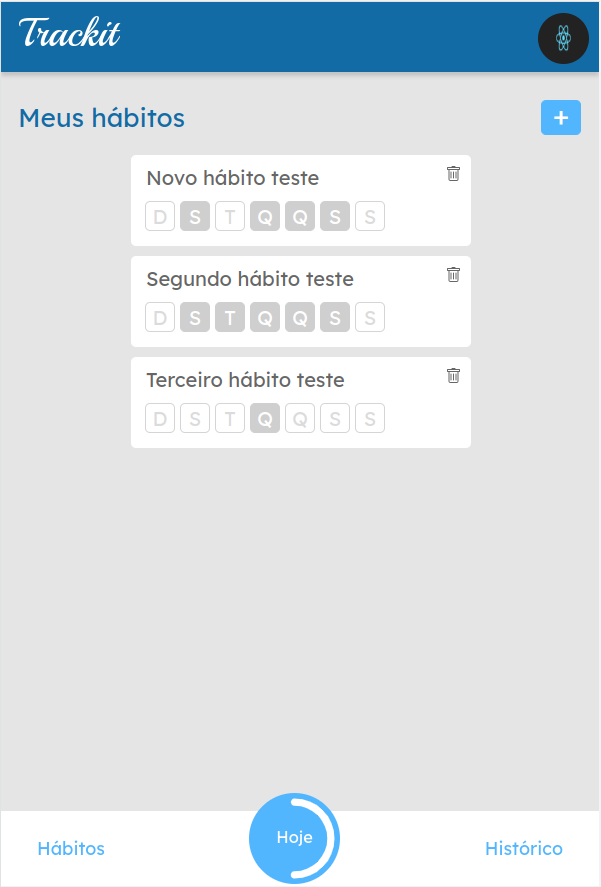 Trackit
Meus hábitos
+
Novo hábito teste
D S T Q Q S S
Segundo hábito teste
D S T Q Q S S
Terceiro hábito teste
D S T Q Q S S
Hábitos
Hoje
Histórico